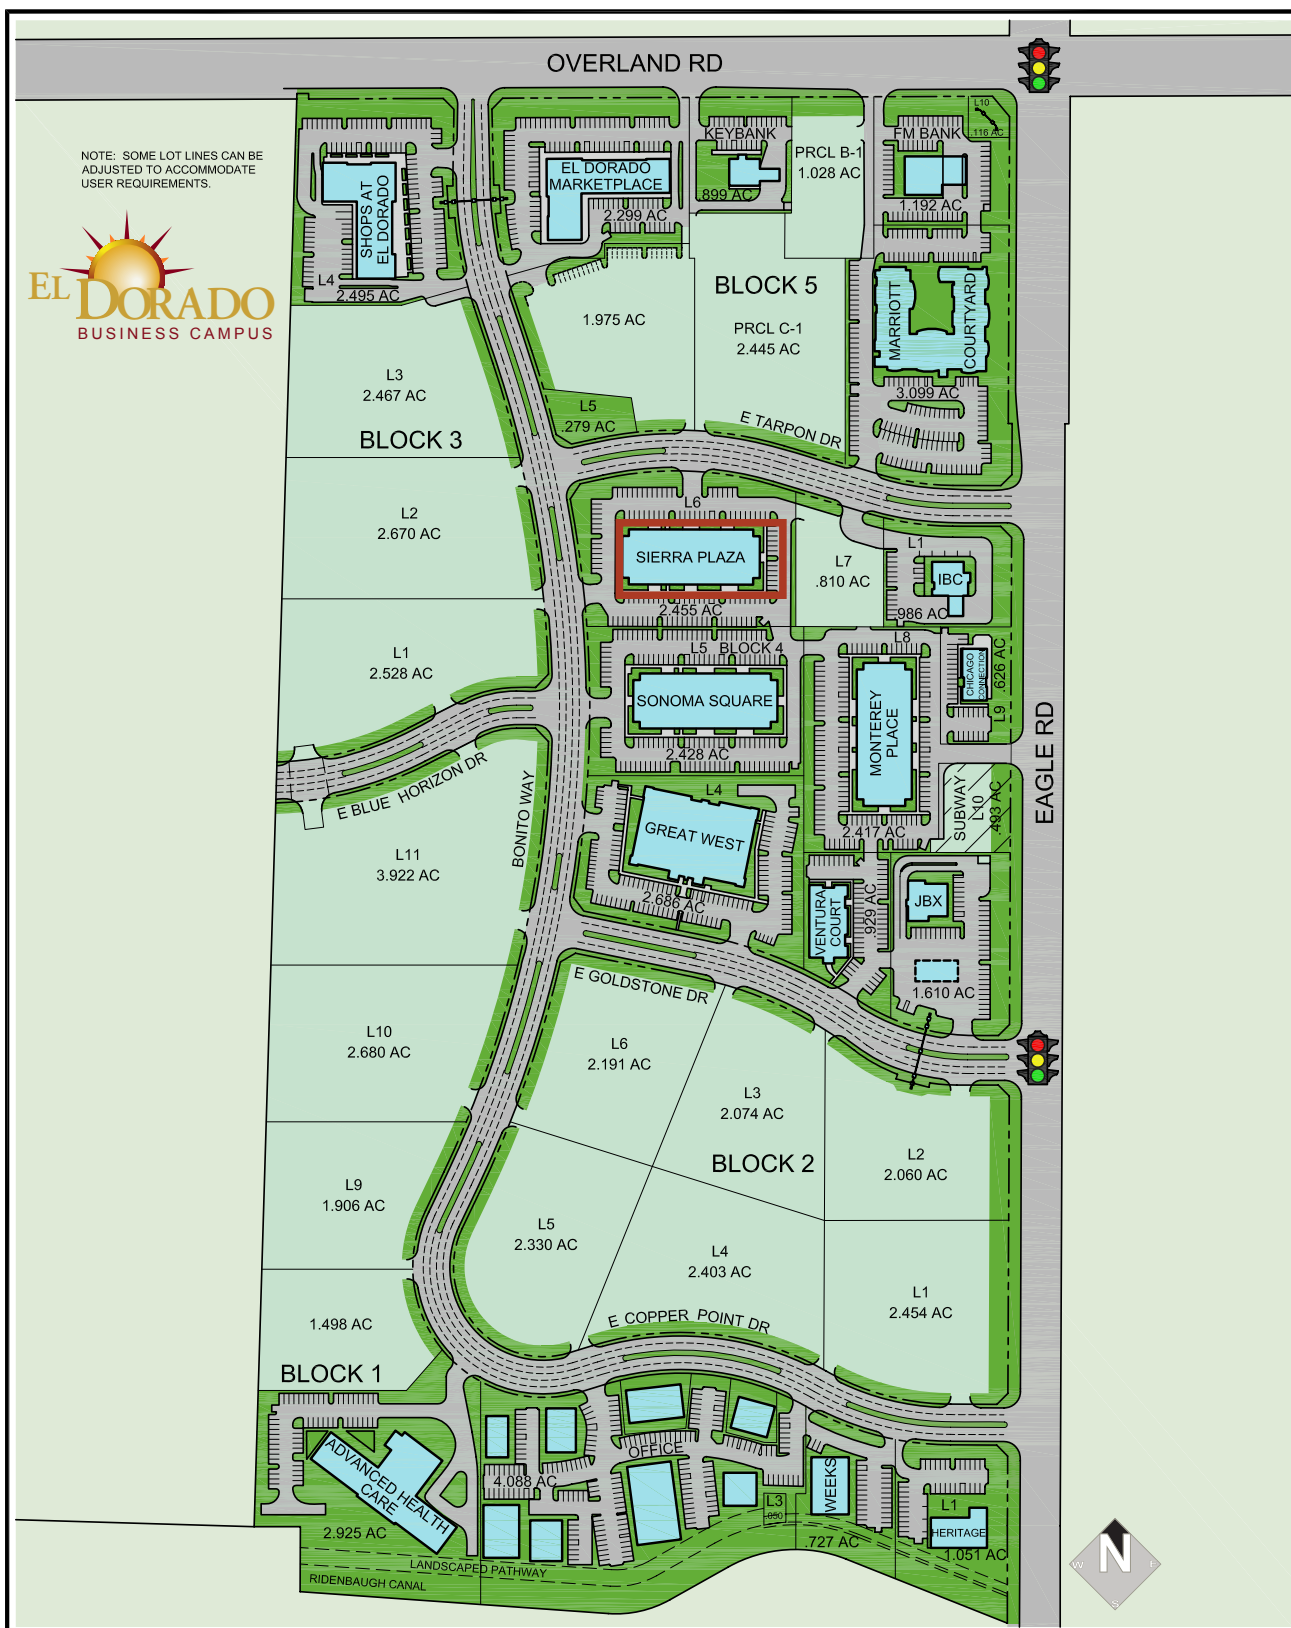 OVERLAND RD
NOTE: SOME LOT LINES CAN BE
ADJUSTED TO ACCOMMODATE
USER REQUIREMENTS.
EL DORADO
BUSINESS CAMPUS
SHOPS AT
EL DORADO
L4
2.495 AC
EL DORADO
MARKETPLACE
2.299 AC
KEYBANK
.899 AC
PRCL B-1
1.028 AC
FM BANK
1.192 AC
L10
.116 AC
BLOCK 5
1.975 AC
PRCL C-1
2.445 AC
MARRIOTT
COURTYARD
3.099 AC
L3
2.467 AC
BLOCK 3
L5
.279 AC
E TARPON DR
L2
2.670 AC
L6
SIERRA PLAZA
2.455 AC
L7
.810 AC
L1
IBC
.986 AC
L1
2.528 AC
L5 BLOCK 4
SONOMA SQUARE
2.428 AC
L8
MONTEREY
PLACE
2.417 AC
CHICAGO
CONNECTION
.626 AC
L9
EAGLE RD
SUBWAY
L10
.493 AC
E BLUE HORIZON DR
BONITO WAY
L4
GREAT WEST
2.686 AC
L11
3.922 AC
VENTURA
COURT
.929 AC
JBX
1.610 AC
E GOLDSTONE DR
L10
2.680 AC
L6
2.191 AC
L3
2.074 AC
BLOCK 2
L2
2.060 AC
L9
1.906 AC
L5
2.330 AC
L4
2.403 AC
L1
2.454 AC
1.498 AC
BLOCK 1
E COPPER POINT DR
ADVANCED HEALTH
CARE
2.925 AC
OFFICE
4.088 AC
L3
.050
WEEKS
.727 AC
L1
HERITAGE
1.051 AC
LANDSCAPED PATHWAY
RIDENBAUGH CANAL
N
W
E
S